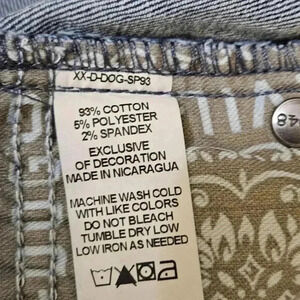 XX-D-DOG-SP93
93% COTTON
5% POLYESTER
2% SPANDEX
EXCLUSIVE
OF DECORATION
MADE IN NICARAGUA
MACHINE WASH COLD
WITH LIKE COLORS
DO NOT BLEACH
TUMBLE DRY LOW
LOW IRON AS NEEDED